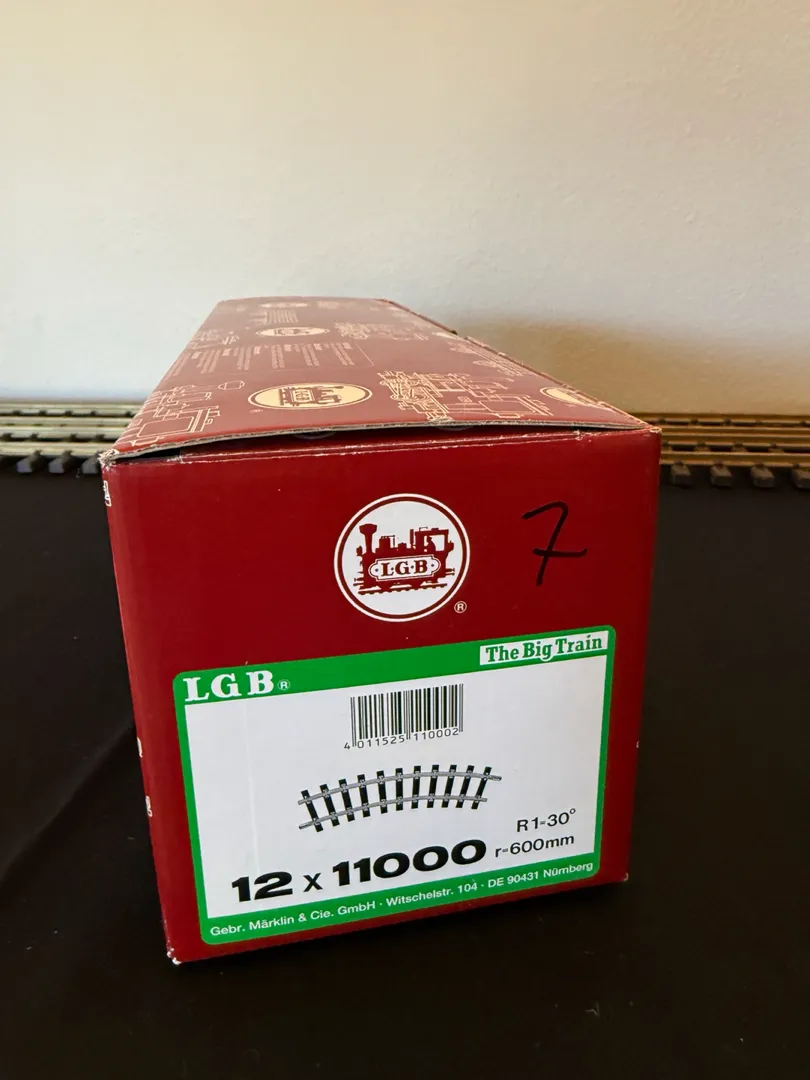 LGB
LGB
®
7
The Big Train
LGB®
4 011525 110002
R1=30°
r=600mm
12 x 11000
Gebr. Märklin & Cie. GmbH · Witschelstr. 104 · DE 90431 Nürnberg